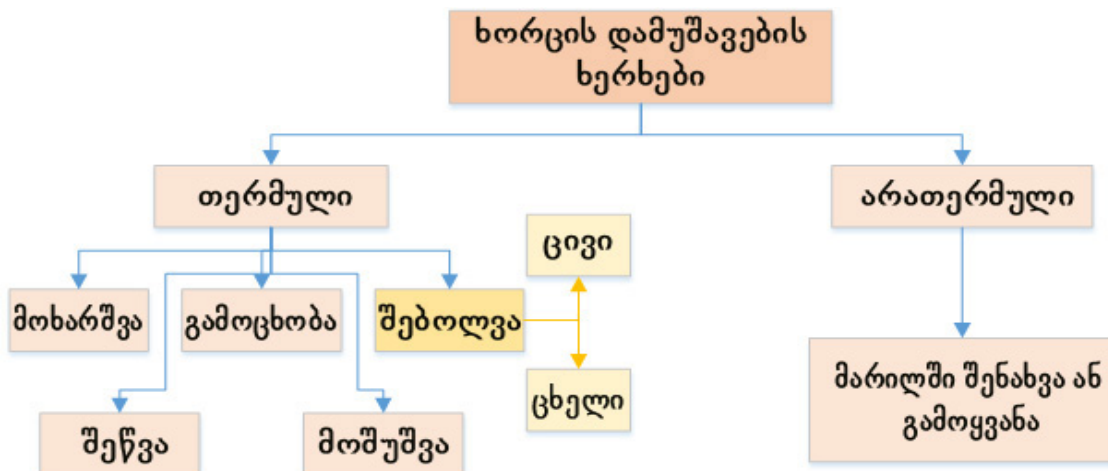 ხორცის დამუშავების
ხერხები
თერმული
არათერმული
ცივი
მოხარშვა
გამოცხობა
შებოლვა
ცხელი
შეწვა
მოშუშვა
მარილში შენახვა ან
გამოყვანა